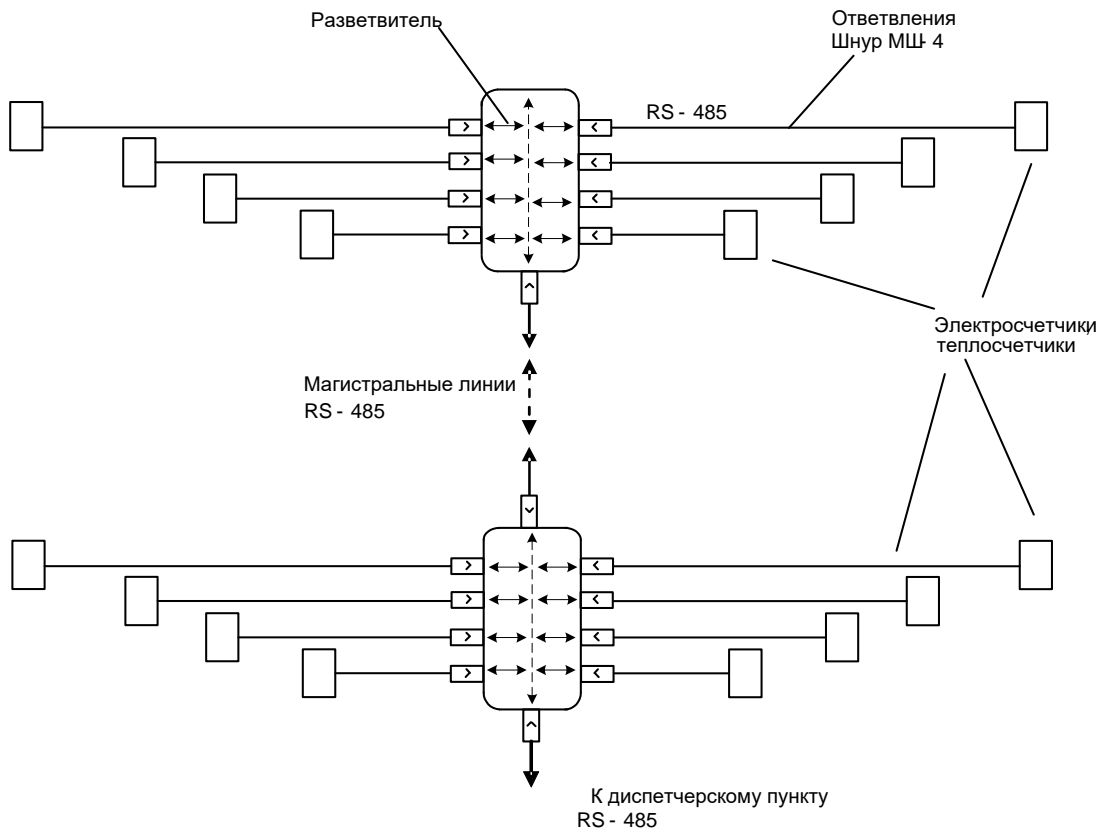 Разветвитель
Ответвления
Шнур МШ- 4
RS - 485
Электросчетчики,
теплосчетчики
Магистральные линии
RS - 485
К диспетчерскому пункту
RS - 485